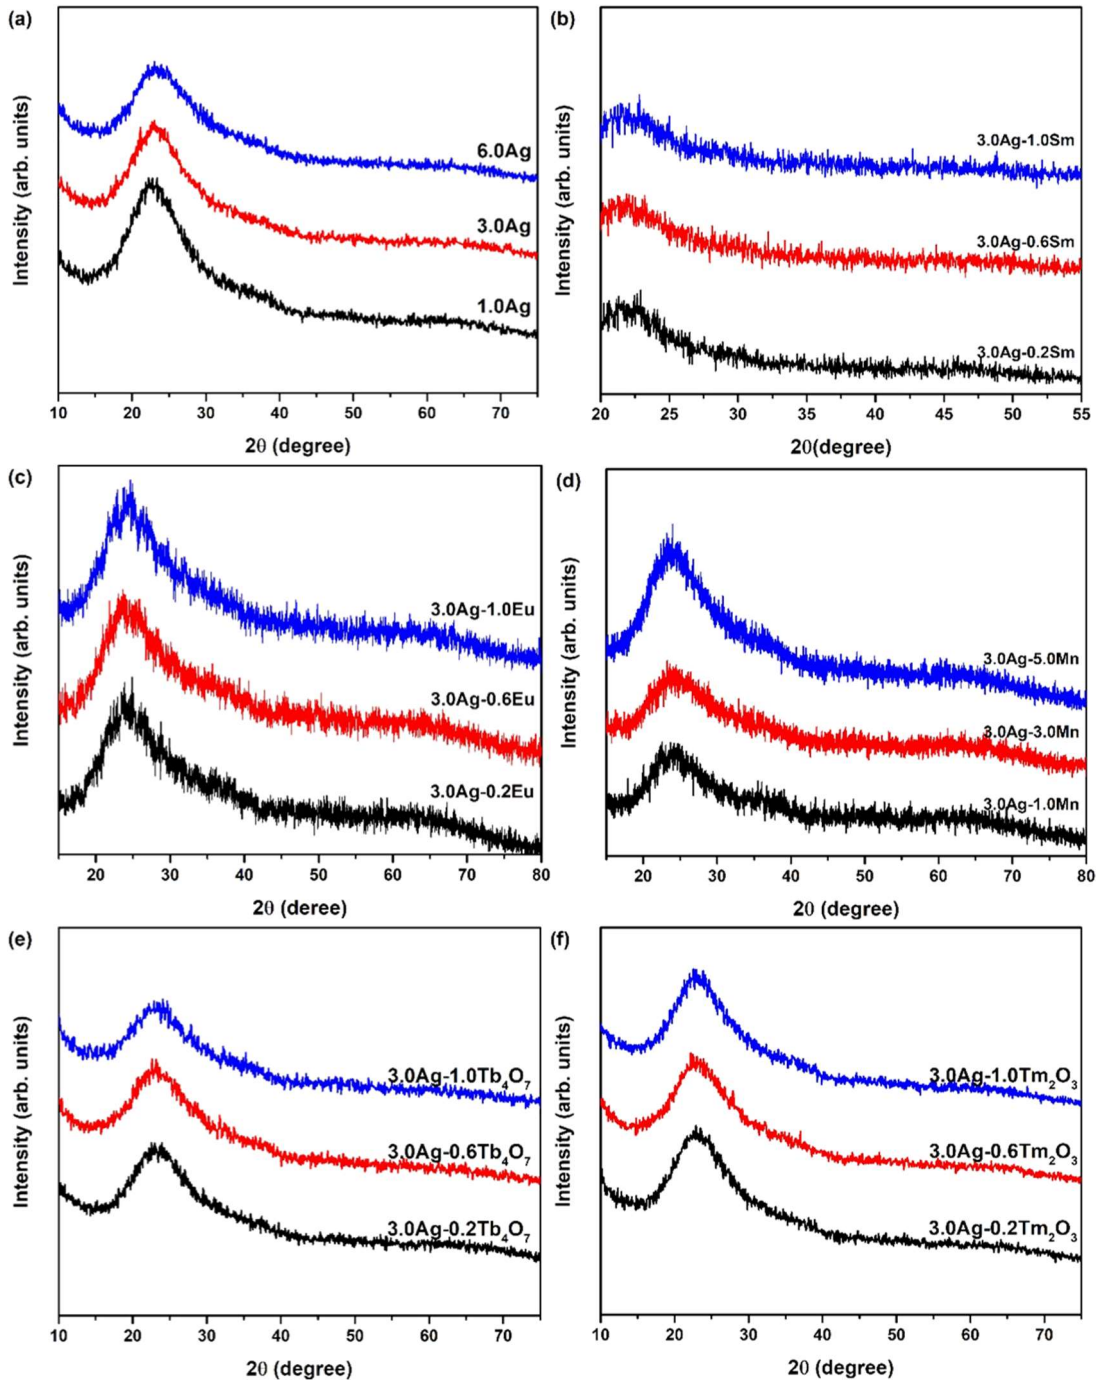 (a)
Intensity (arb. units)
6.0Ag
3.0Ag
1.0Ag
10 20 30 40 50 60 70
2θ (degree)
(b)
Intensity (arb. units)
3.0Ag-1.0Sm
3.0Ag-0.6Sm
3.0Ag-0.2Sm
20 25 30 35 40 45 50 55
2θ(degree)
(c)
Intensity (arb. units)
3.0Ag-1.0Eu
3.0Ag-0.6Eu
3.0Ag-0.2Eu
20 30 40 50 60 70 80
2θ (deree)
(d)
Intensity (arb. units)
3.0Ag-5.0Mn
3.0Ag-3.0Mn
3.0Ag-1.0Mn
20 30 40 50 60 70 80
2θ (degree)
(e)
Intensity (arb. units)
3.0Ag-1.0Tb₄O₇
3.0Ag-0.6Tb₄O₇
3.0Ag-0.2Tb₄O₇
10 20 30 40 50 60 70
2θ (degree)
(f)
Intensity (arb. units)
3.0Ag-1.0Tm₂O₃
3.0Ag-0.6Tm₂O₃
3.0Ag-0.2Tm₂O₃
10 20 30 40 50 60 70
2θ (degree)